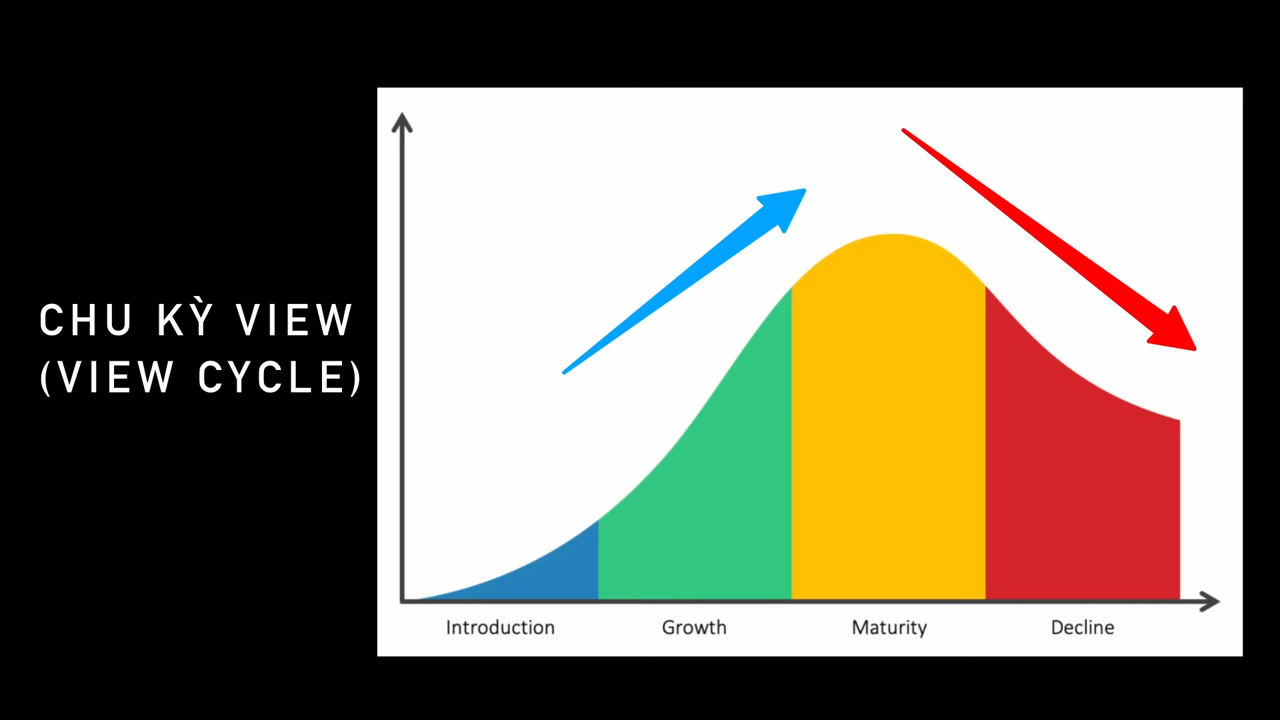 CHU KỲ VIEW
(VIEW CYCLE)
Introduction
Growth
Maturity
Decline